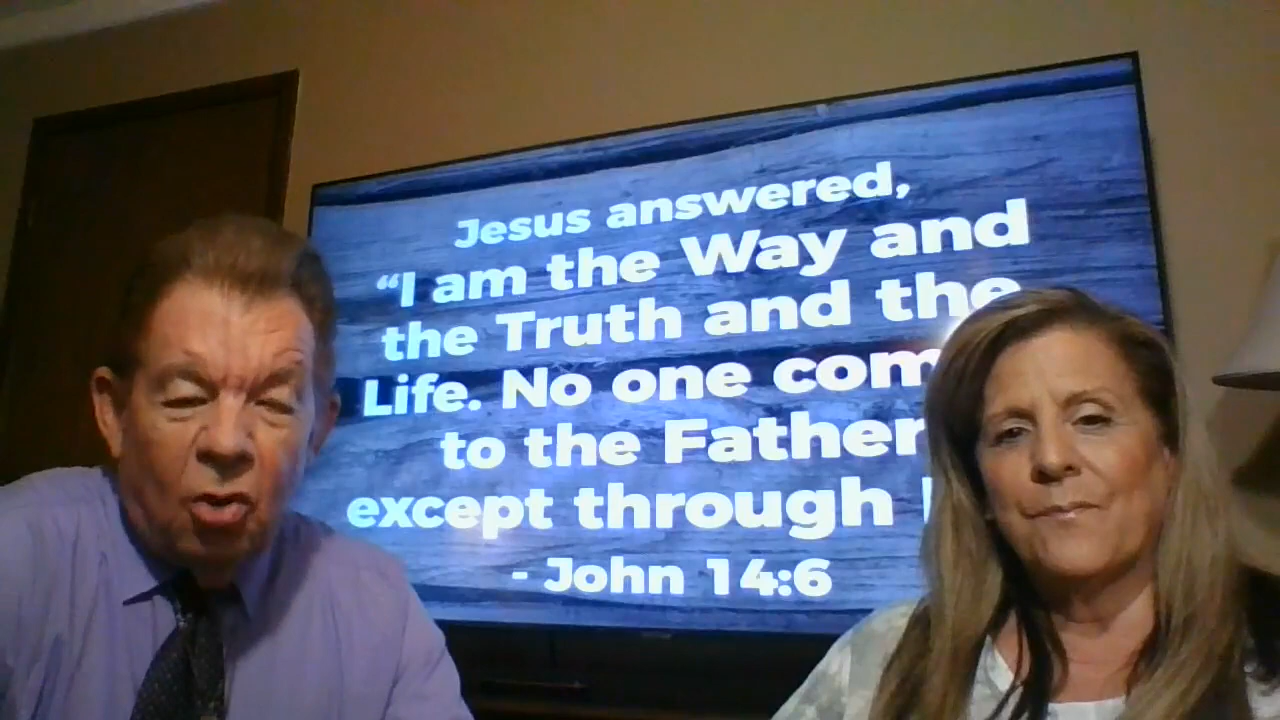 Jesus answered,
“I am the Way and
the Truth and the
Life. No one com
to the Father
except through
- John 14:6